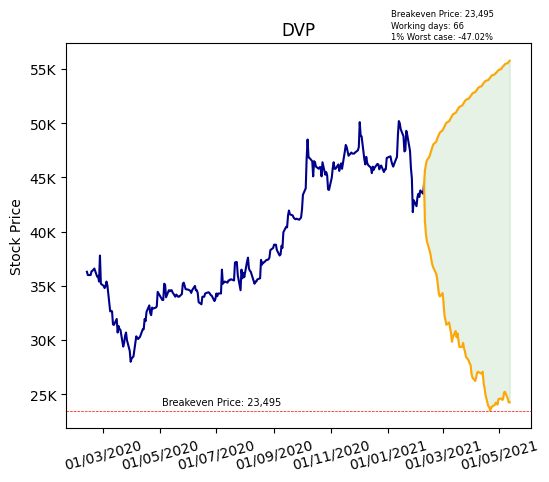 Breakeven Price: 23,495
Working days: 66
1% Worst case: -47.02%
DVP
Stock Price
55K
50K
45K
40K
35K
30K
25K
Breakeven Price: 23,495
01/03/2020
01/05/2020
01/07/2020
01/09/2020
01/11/2020
01/01/2021
01/03/2021
01/05/2021